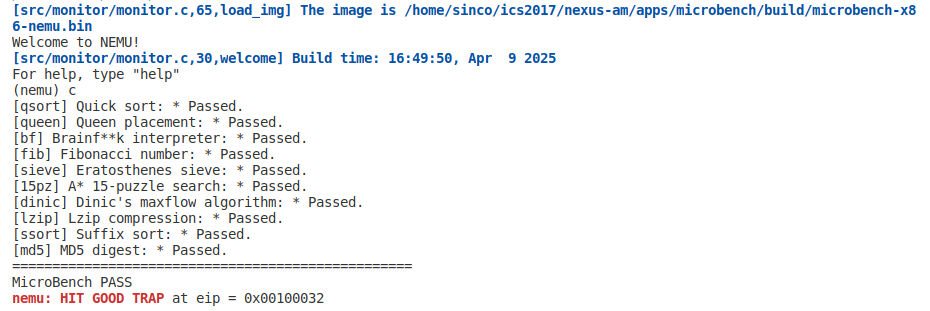 [src/monitor/monitor.c,65,load_img] The image is /home/sinco/ics2017/nexus-am/apps/microbench/build/microbench-x8
6-nemu.bin
Welcome to NEMU!
[src/monitor/monitor.c,30,welcome] Build time: 16:49:50, Apr  9 2025
For help, type "help"
(nemu) c
[qsort] Quick sort: * Passed.
[queen] Queen placement: * Passed.
[bf] Brainf**k interpreter: * Passed.
[fib] Fibonacci number: * Passed.
[sieve] Eratosthenes sieve: * Passed.
[15pz] A* 15-puzzle search: * Passed.
[dinic] Dinic's maxflow algorithm: * Passed.
[lzip] Lzip compression: * Passed.
[ssort] Suffix sort: * Passed.
[md5] MD5 digest: * Passed.
==================================================
MicroBench PASS
nemu: HIT GOOD TRAP at eip = 0x00100032